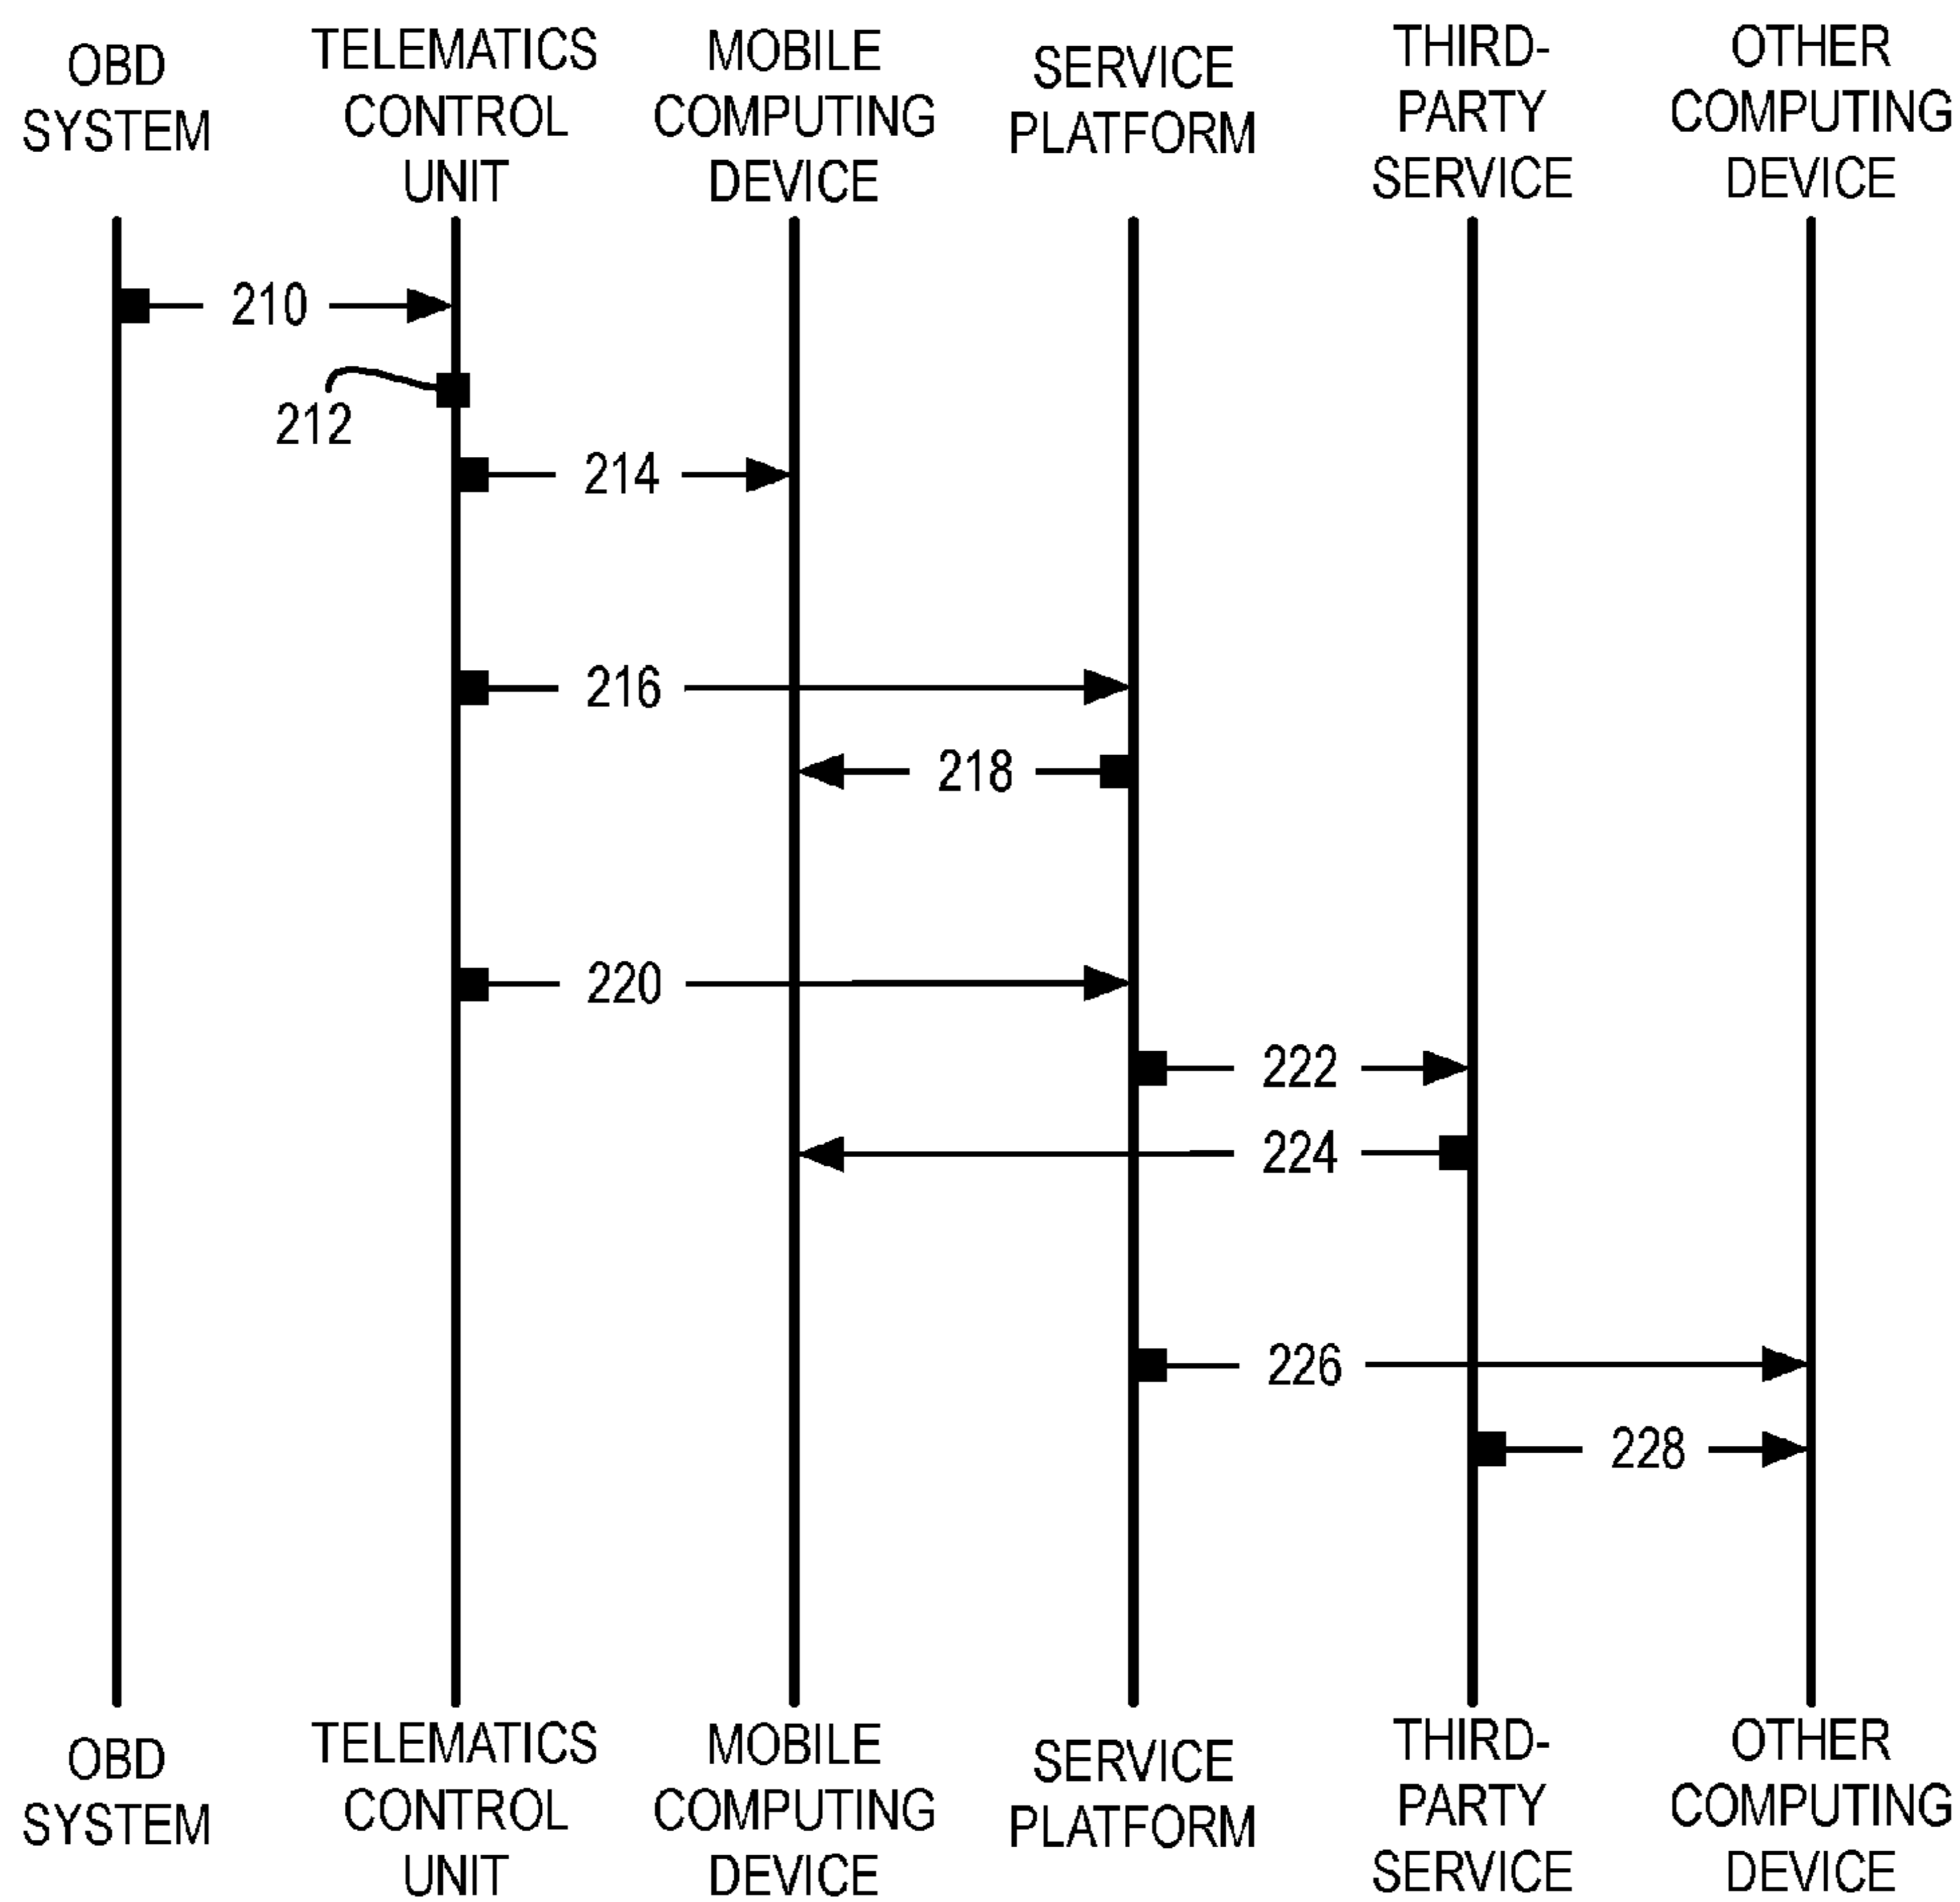 OBD
SYSTEM
TELEMATICS
CONTROL
UNIT
MOBILE
COMPUTING
DEVICE
SERVICE
PLATFORM
THIRD-
PARTY
SERVICE
OTHER
COMPUTING
DEVICE
210
212
214
216
218
220
222
224
226
228
OBD
SYSTEM
TELEMATICS
CONTROL
UNIT
MOBILE
COMPUTING
DEVICE
SERVICE
PLATFORM
THIRD-
PARTY
SERVICE
OTHER
COMPUTING
DEVICE